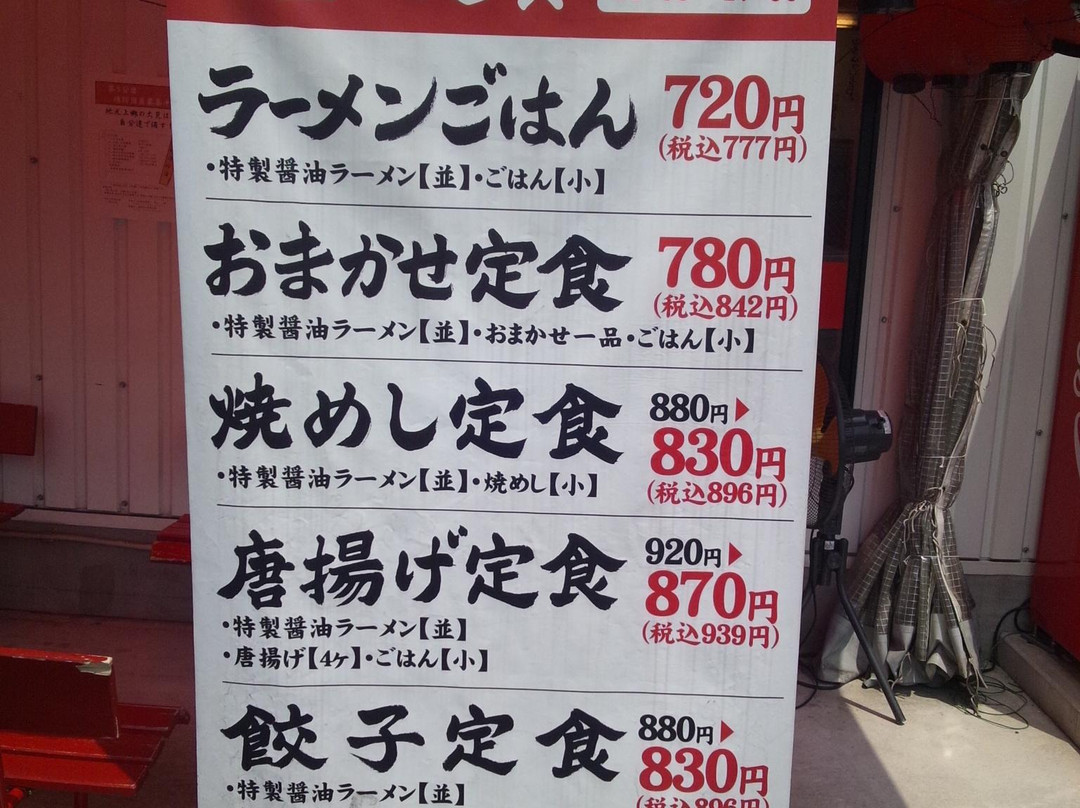 ラーメンごはん
720円
(税込777円)
・特製醤油ラーメン【並】・ごはん【小】
おまかせ定食
780円
(税込842円)
・特製醤油ラーメン【並】・おまかせ一品・ごはん【小】
焼めし定食
880円▶
830円
(税込896円)
・特製醤油ラーメン【並】・焼めし【小】
唐揚げ定食
920円▶
870円
(税込939円)
・特製醤油ラーメン【並】
・唐揚げ【4ケ】・ごはん【小】
餃子定食
880円▶
830円
(税込896円)
・特製醤油ラーメン【並】